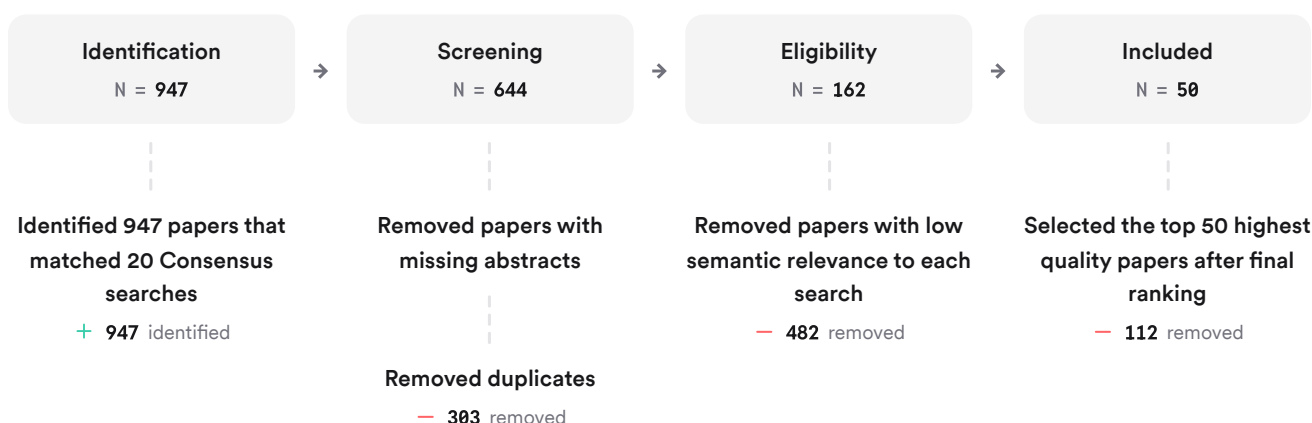 Identification
N = 947
Screening
N = 644
Eligibility
N = 162
Included
N = 50
Identified 947 papers that
matched 20 Consensus
searches
+ 947 identified
Removed papers with
missing abstracts
Removed duplicates
− 303 removed
Removed papers with low
semantic relevance to each
search
− 482 removed
Selected the top 50 highest
quality papers after final
ranking
− 112 removed